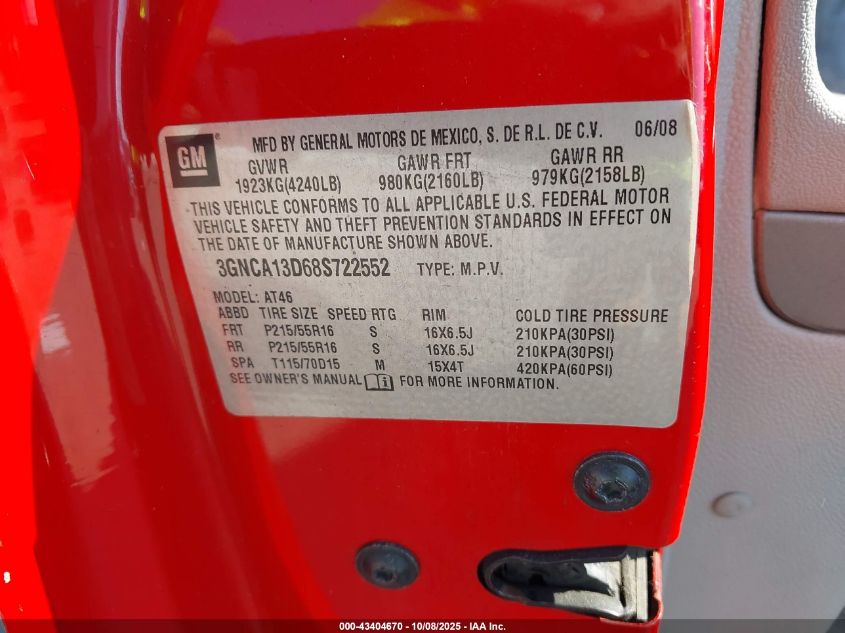 GM
MFD BY GENERAL MOTORS DE MEXICO, S. DE R.L. DE C.V. 06/08
GVWR GAWR FRT GAWR RR
1923KG(4240LB) 980KG(2160LB) 979KG(2158LB)
THIS VEHICLE CONFORMS TO ALL APPLICABLE U.S. FEDERAL MOTOR
VEHICLE SAFETY AND THEFT PREVENTION STANDARDS IN EFFECT ON
THE DATE OF MANUFACTURE SHOWN ABOVE.
3GNCA13D68S722552 TYPE: M.P.V.
MODEL: AT46
ABBD TIRE SIZE SPEED RTG RIM COLD TIRE PRESSURE
FRT P215/55R16 S 16X6.5J 210KPA(30PSI)
RR P215/55R16 S 16X6.5J 210KPA(30PSI)
SPA T115/70D15 M 15X4T 420KPA(60PSI)
SEE OWNER'S MANUAL FOR MORE INFORMATION.
000-43404670 - 10/08/2025 - IAA Inc.